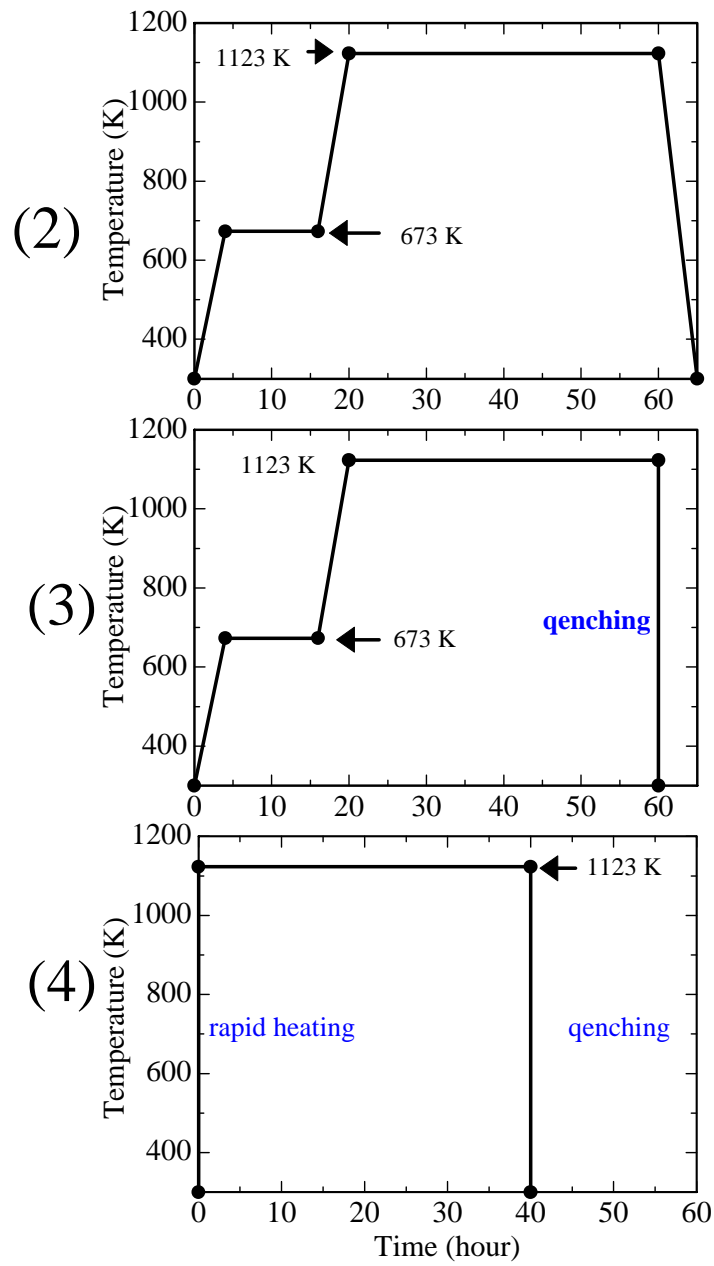 1200
1123 K
1000
800
Temperature (K)
(2)
673 K
600
400
0 10 20 30 40 50 60
1200
1123 K
1000
800
Temperature (K)
(3)
qenching
673 K
600
400
0 10 20 30 40 50 60
1200
1123 K
1000
800
Temperature (K)
(4)
rapid heating qenching
600
400
0 10 20 30 40 50 60
Time (hour)